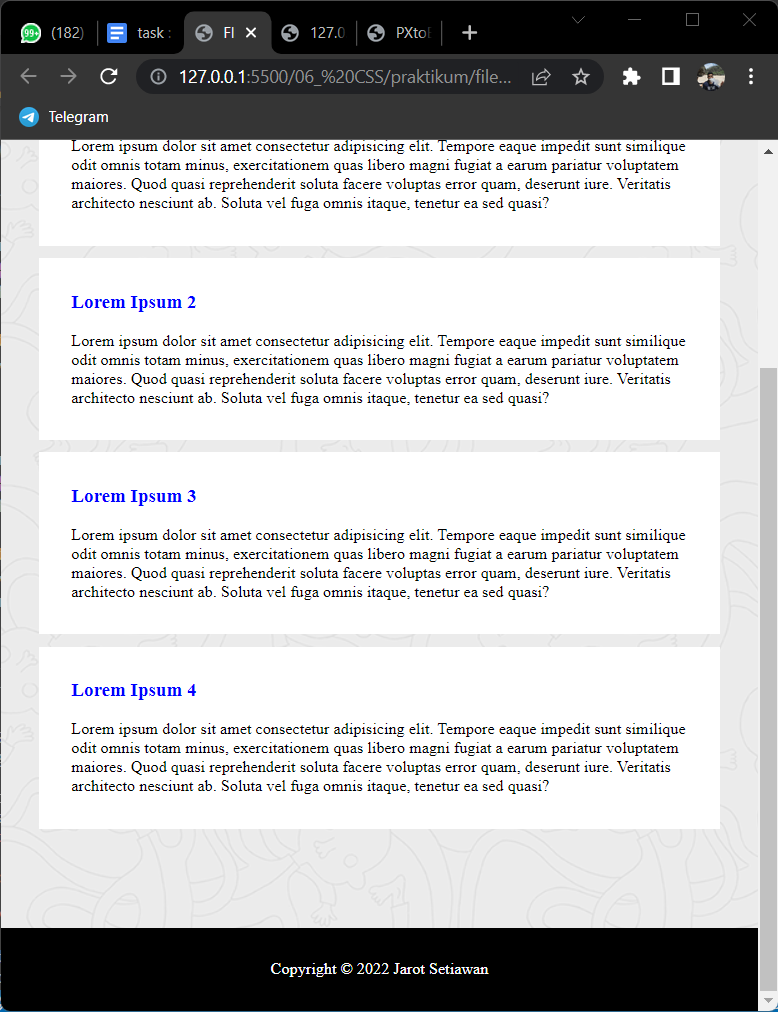 99+
(182)
task :
Fl
127.0
PXtoE
127.0.0.1:5500/06_%20CSS/praktikum/file...
Telegram
Lorem ipsum dolor sit amet consectetur adipisicing elit. Tempore eaque impedit sunt similique
odit omnis totam minus, exercitationem quas libero magni fugiat a earum pariatur voluptatem
maiores. Quod quasi reprehenderit soluta facere voluptas error quam, deserunt iure. Veritatis
architecto nesciunt ab. Soluta vel fuga omnis itaque, tenetur ea sed quasi?
Lorem Ipsum 2
Lorem ipsum dolor sit amet consectetur adipisicing elit. Tempore eaque impedit sunt similique
odit omnis totam minus, exercitationem quas libero magni fugiat a earum pariatur voluptatem
maiores. Quod quasi reprehenderit soluta facere voluptas error quam, deserunt iure. Veritatis
architecto nesciunt ab. Soluta vel fuga omnis itaque, tenetur ea sed quasi?
Lorem Ipsum 3
Lorem ipsum dolor sit amet consectetur adipisicing elit. Tempore eaque impedit sunt similique
odit omnis totam minus, exercitationem quas libero magni fugiat a earum pariatur voluptatem
maiores. Quod quasi reprehenderit soluta facere voluptas error quam, deserunt iure. Veritatis
architecto nesciunt ab. Soluta vel fuga omnis itaque, tenetur ea sed quasi?
Lorem Ipsum 4
Lorem ipsum dolor sit amet consectetur adipisicing elit. Tempore eaque impedit sunt similique
odit omnis totam minus, exercitationem quas libero magni fugiat a earum pariatur voluptatem
maiores. Quod quasi reprehenderit soluta facere voluptas error quam, deserunt iure. Veritatis
architecto nesciunt ab. Soluta vel fuga omnis itaque, tenetur ea sed quasi?
Copyright © 2022 Jarot Setiawan